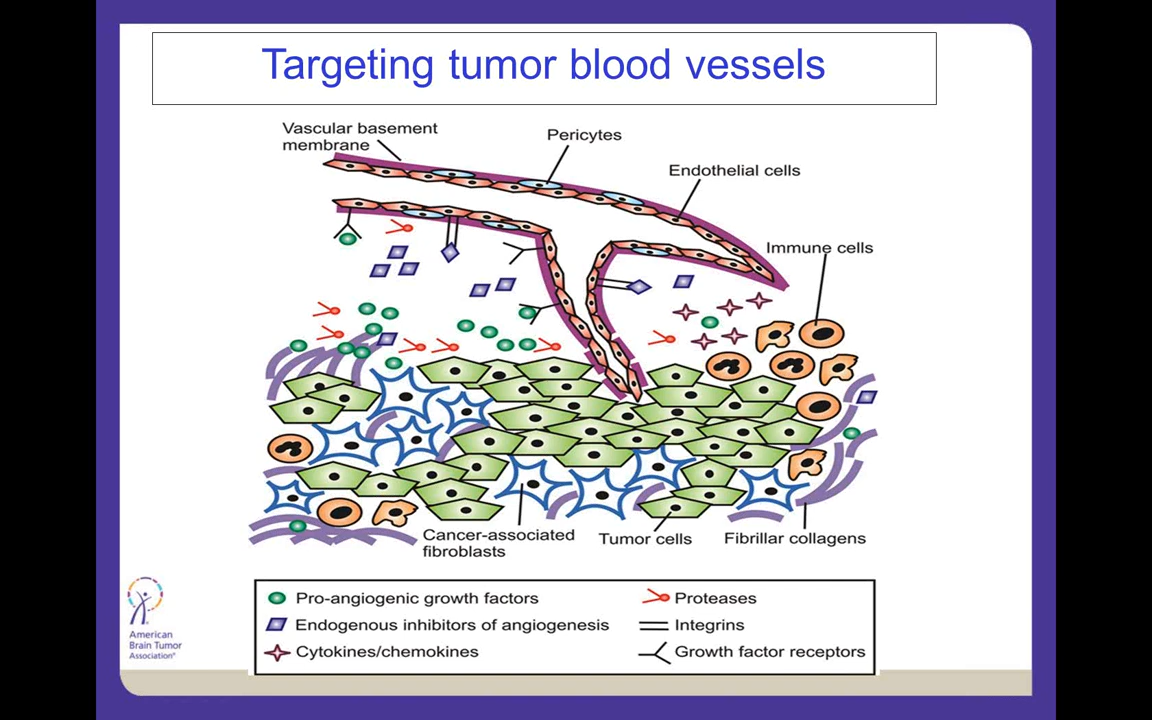 Targeting tumor blood vessels
Vascular basement
membrane
Pericytes
Endothelial cells
Immune cells
Cancer-associated
fibroblasts
Tumor cells
Fibrillar collagens
Pro-angiogenic growth factors
Proteases
Endogenous inhibitors of angiogenesis
Integrins
Cytokines/chemokines
Growth factor receptors
American
Brain Tumor
Association®